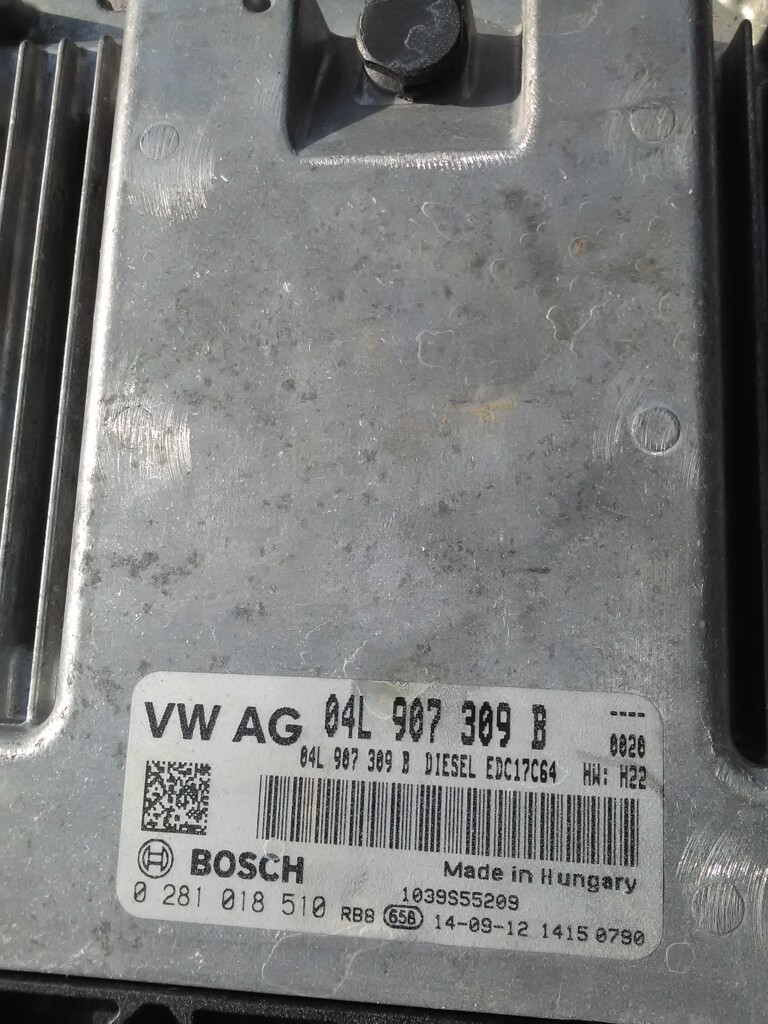 VW AG 04L 907 309 B ----
0020
04L 907 309 B DIESEL EDC17C64 HW: H22
BOSCH Made in Hungary
0 281 018 510 1039S55209
RB8 656 14-09-12 1415 0790